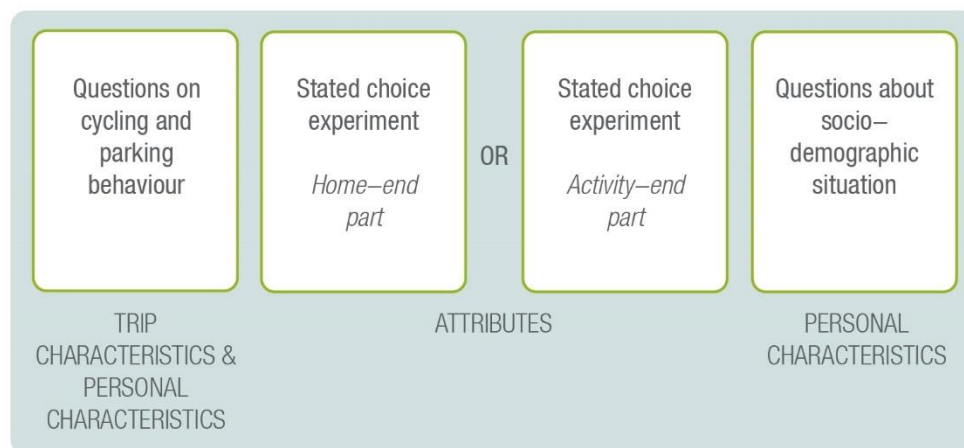 Questions on
cycling and
parking
behaviour
Stated choice
experiment
Home–end
part
OR
Stated choice
experiment
Activity–end
part
Questions about
socio–
demographic
situation
TRIP
CHARACTERISTICS &
PERSONAL
CHARACTERISTICS
ATTRIBUTES
PERSONAL
CHARACTERISTICS